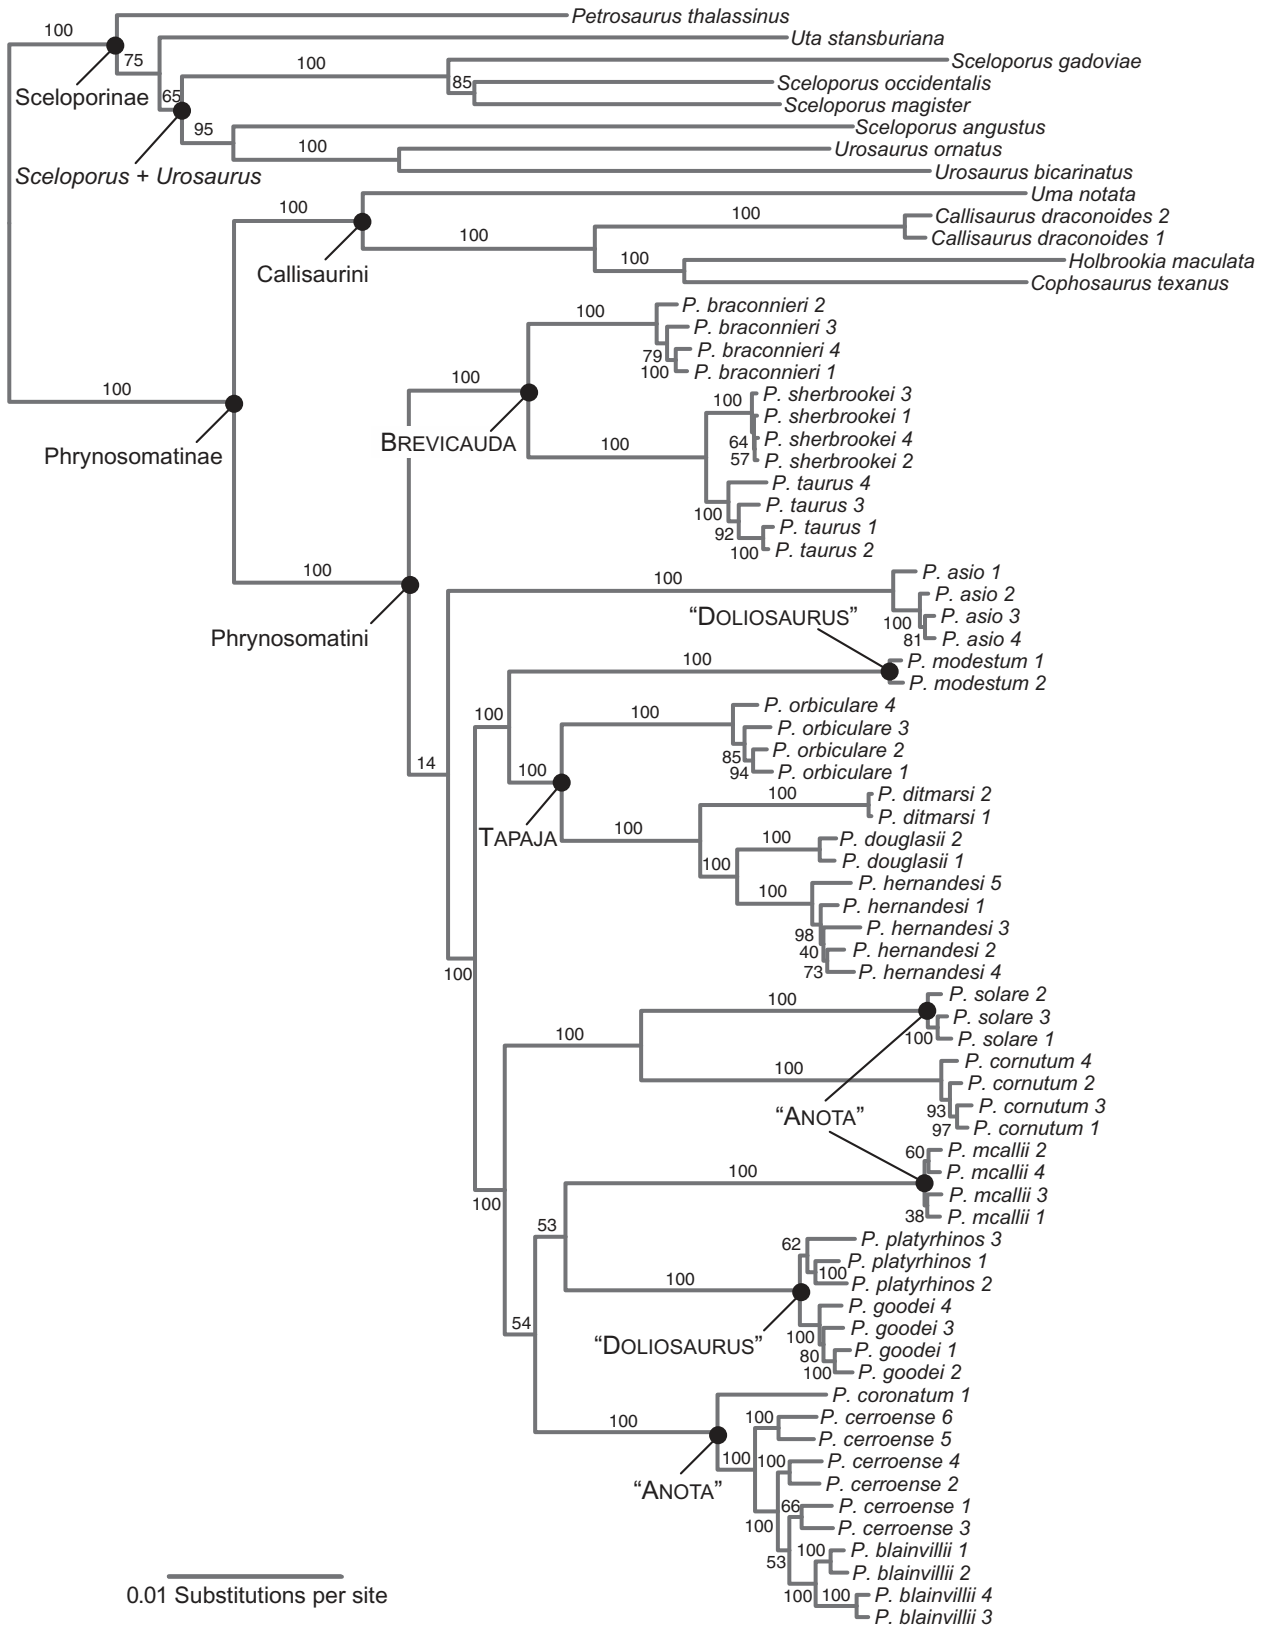 Petrosaurus thalassinus
100
Uta stansburiana
75
Sceloporus gadoviae
100
Sceloporus occidentalis
85
Sceloporinae
65
Sceloporus magister
Sceloporus angustus
95
Urosaurus ornatus
100
Sceloporus + Urosaurus
Urosaurus bicarinatus
Uma notata
100
Callisaurus draconoides 2
100
Callisaurus draconoides 1
100
Holbrookia maculata
100
Callisaurini
Cophosaurus texanus
P. braconnieri 2
100
P. braconnieri 3
P. braconnieri 4
79
P. braconnieri 1
100
100
100
P. sherbrookei 3
100
P. sherbrookei 1
P. sherbrookei 4
64
BREVICAUDA
100
P. sherbrookei 2
57
Phrynosomatinae
P. taurus 4
P. taurus 3
100
P. taurus 1
92
P. taurus 2
100
P. asio 1
100
100
P. asio 2
P. asio 3
100
“DOLIOSAURUS”
P. asio 4
81
Phrynosomatini
P. modestum 1
100
P. modestum 2
P. orbiculare 4
100
100
P. orbiculare 3
P. orbiculare 2
85
14
100
P. orbiculare 1
94
P. ditmarsi 2
100
P. ditmarsi 1
100
TAPAJA
P. douglasii 2
100
P. douglasii 1
100
P. hernandesi 5
100
P. hernandesi 1
P. hernandesi 3
98
P. hernandesi 2
40
P. hernandesi 4
73
100
P. solare 2
100
P. solare 3
P. solare 1
100
100
P. cornutum 4
100
P. cornutum 2
P. cornutum 3
93
“ANOTA”
P. cornutum 1
97
P. mcallii 2
60
P. mcallii 4
100
P. mcallii 3
100
P. mcallii 1
38
53
P. platyrhinos 3
62
P. platyrhinos 1
100
P. platyrhinos 2
100
P. goodei 4
54
P. goodei 3
100
“DOLIOSAURUS”
P. goodei 1
80
P. goodei 2
100
P. coronatum 1
P. cerroense 6
100
100
P. cerroense 5
P. cerroense 4
100
100
“ANOTA”
P. cerroense 2
P. cerroense 1
66
P. cerroense 3
100
P. blainvillii 1
100
53
P. blainvillii 2
P. blainvillii 4
100
100
P. blainvillii 3
0.01 Substitutions per site